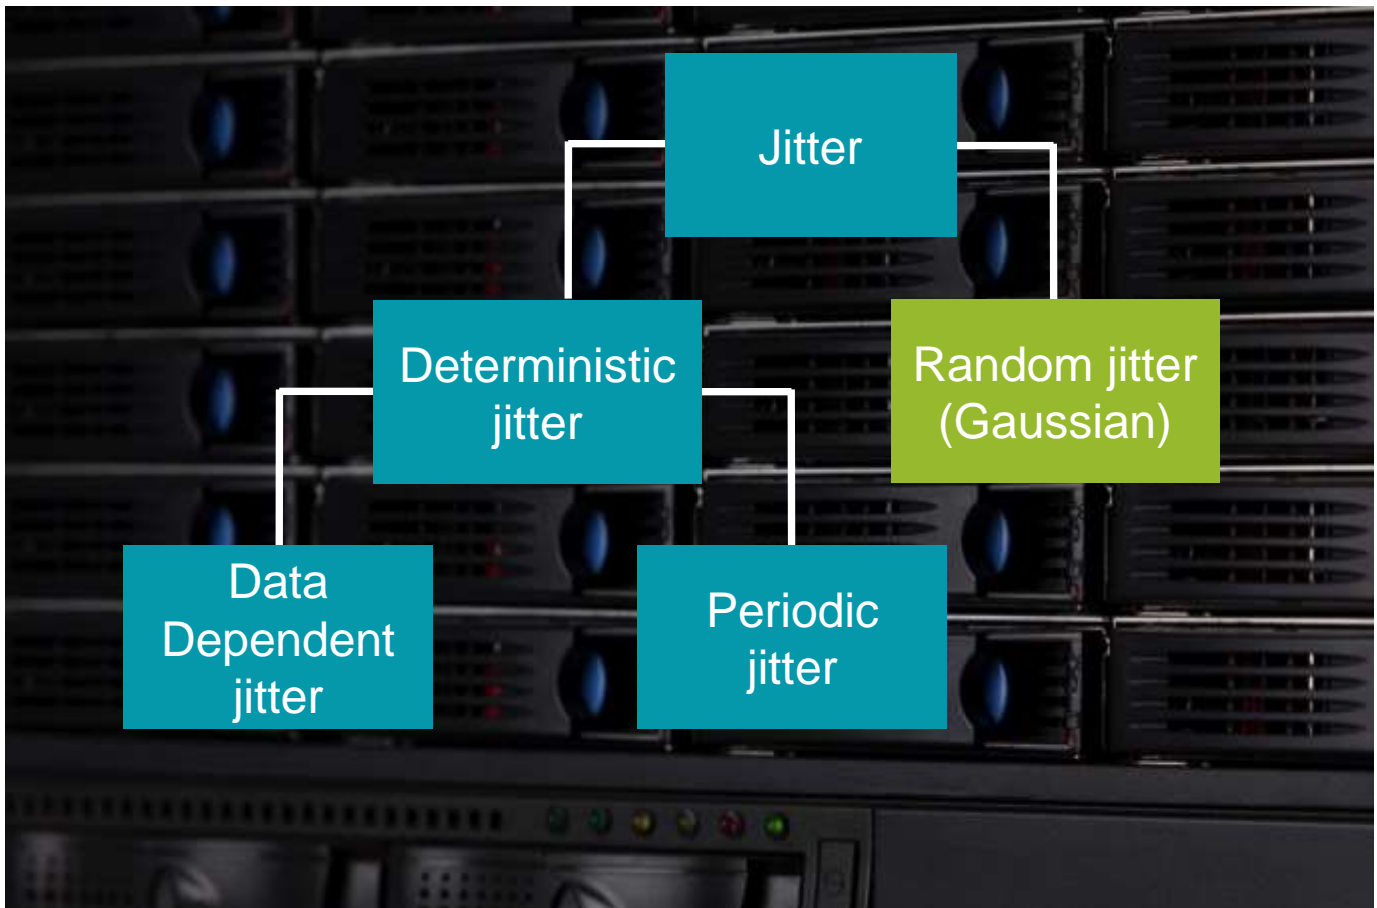 Jitter
Deterministic
jitter
Random jitter
(Gaussian)
Data
Dependent
jitter
Periodic
jitter